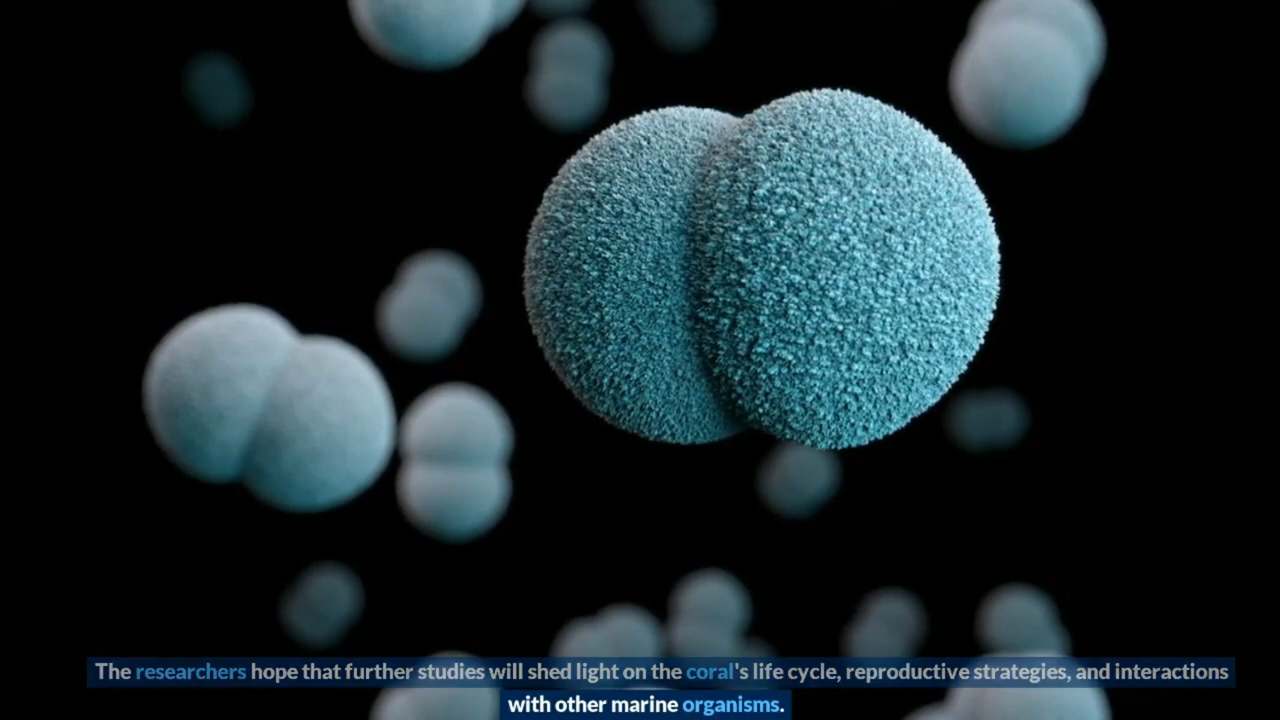 The researchers hope that further studies will shed light on the coral's life cycle, reproductive strategies, and interactions
with other marine organisms.